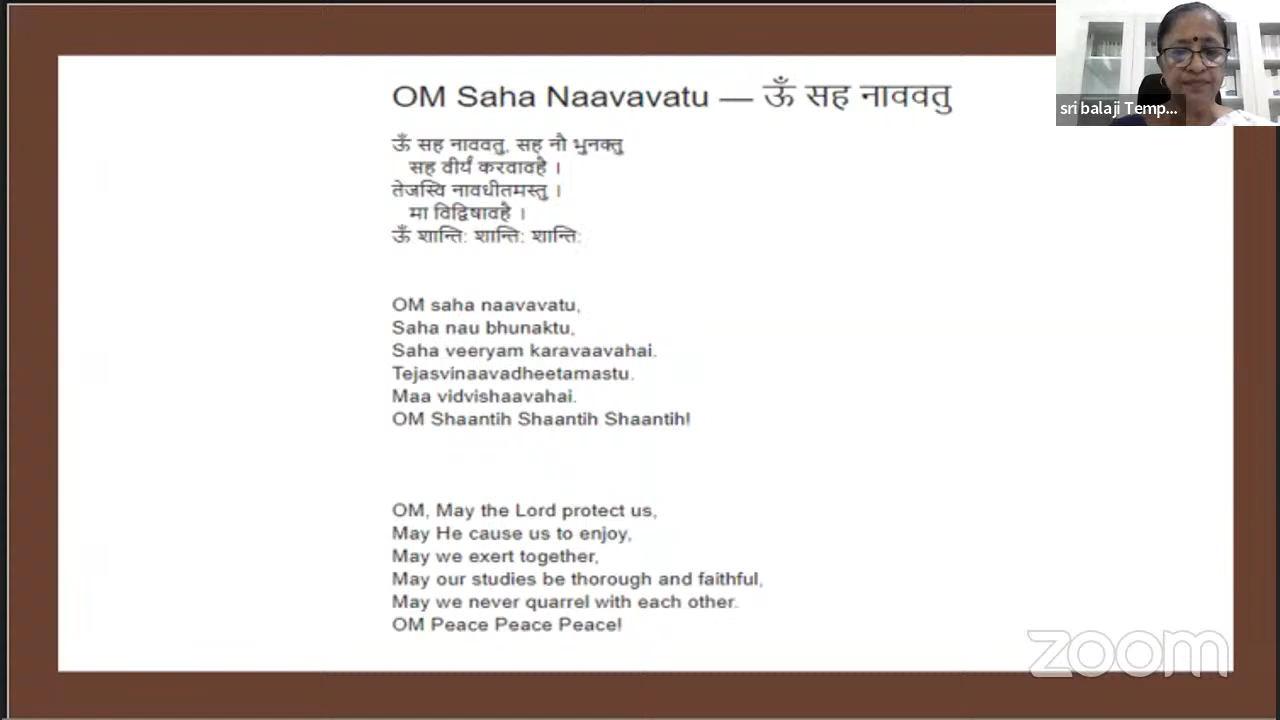 OM Saha Naavavatu — ऊँ सह नाववतु
ऊँ सह नाववतु, सह नौ भुनक्तु
सह वीर्यं करवावहै ।
तेजस्वि नावधीतमस्तु ।
मा विद्विषावहै ।
ऊँ शान्तिः शान्तिः शान्तिः
OM saha naavavatu,
Saha nau bhunaktu,
Saha veeryam karavaavahai.
Tejasvinaavadheetamastu.
Maa vidvishaavahai.
OM Shaantih Shaantih Shaantih!
OM, May the Lord protect us,
May He cause us to enjoy,
May we exert together,
May our studies be thorough and faithful,
May we never quarrel with each other.
OM Peace Peace Peace!
sri balaji Temp...
zoom